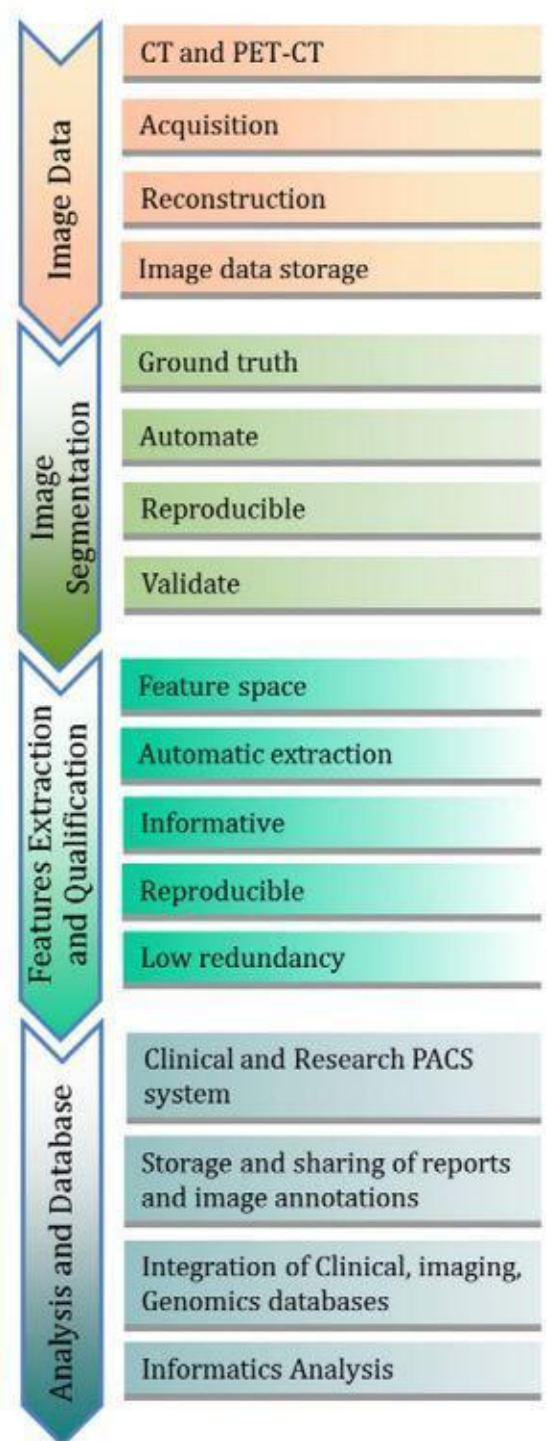 Image Data
CT and PET-CT
Acquisition
Reconstruction
Image data storage
Image
Segmentation
Ground truth
Automate
Reproducible
Validate
Features Extraction
and Qualification
Feature space
Automatic extraction
Informative
Reproducible
Low redundancy
Analysis and Database
Clinical and Research PACS
system
Storage and sharing of reports
and image annotations
Integration of Clinical, imaging,
Genomics databases
Informatics Analysis